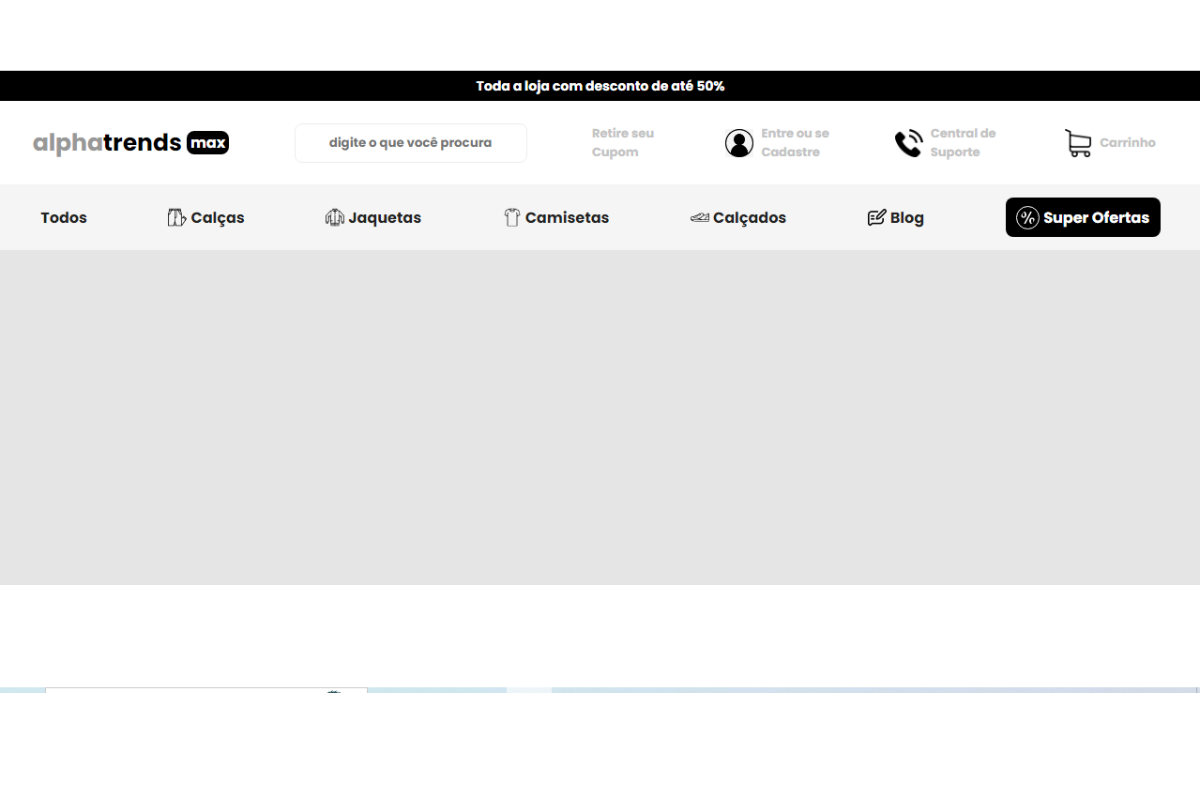 Toda a loja com desconto de até 50%
alphatrends max
digite o que você procura
Retire seu
Cupom
Entre ou se
Cadastre
Central de
Suporte
Carrinho
Todos
Calças
Jaquetas
Camisetas
Calçados
Blog
% Super Ofertas